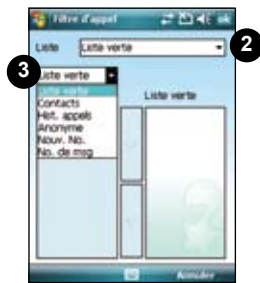 Filtre d'appel
ok
Liste
Liste verte
2
3
Liste verte
Liste verte
Liste verte
Contacts
Hist. appels
Anonyme
Nouv. No.
No. de msg
Annuler